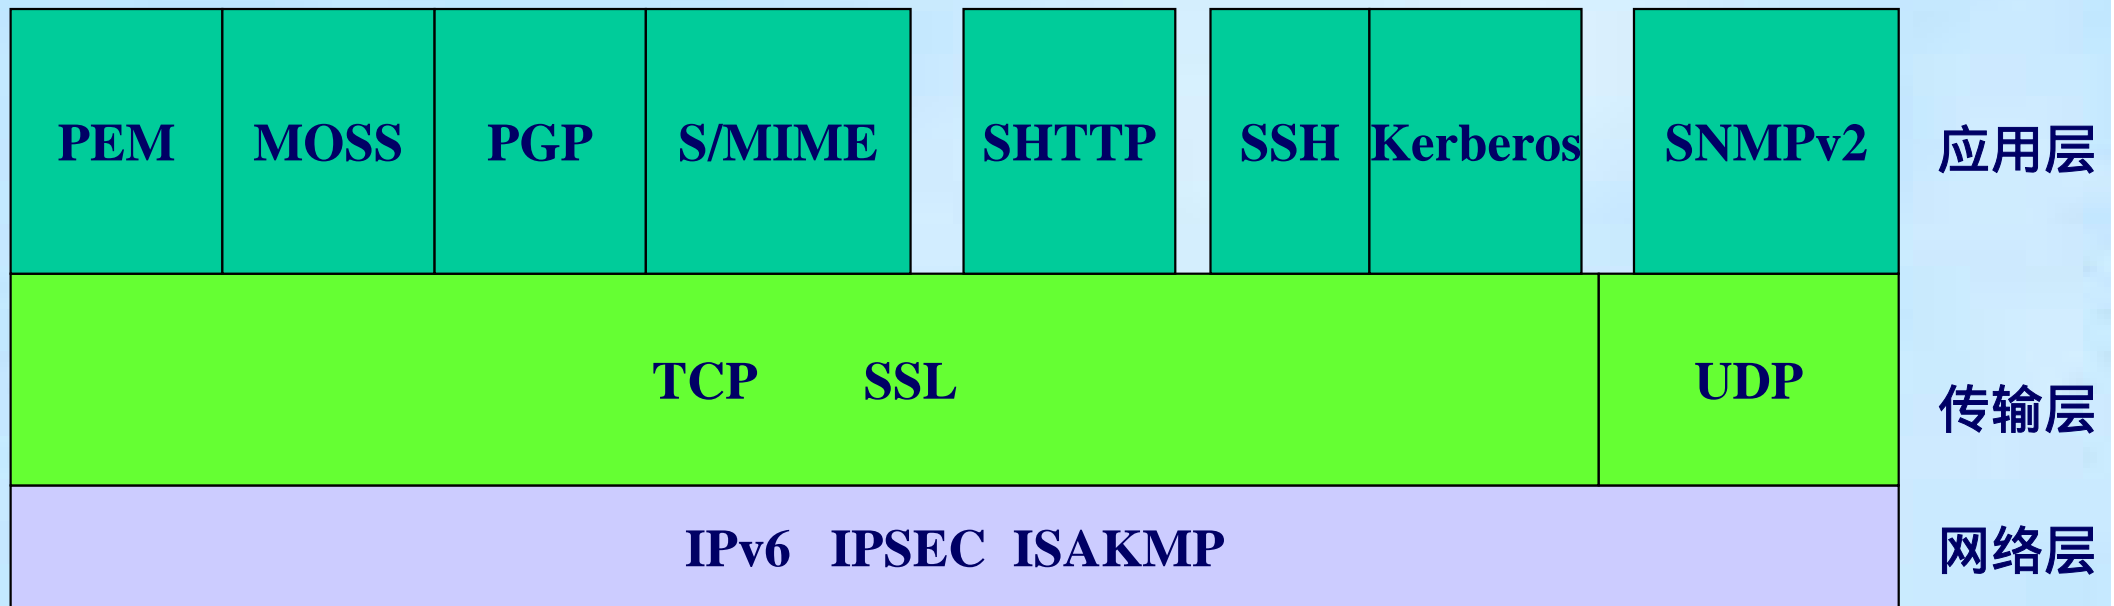 PEM MOSS PGP S/MIME SHTTP SSH Kerberos SNMPv2 应用层
TCP SSL UDP 传输层
IPv6 IPSEC ISAKMP 网络层